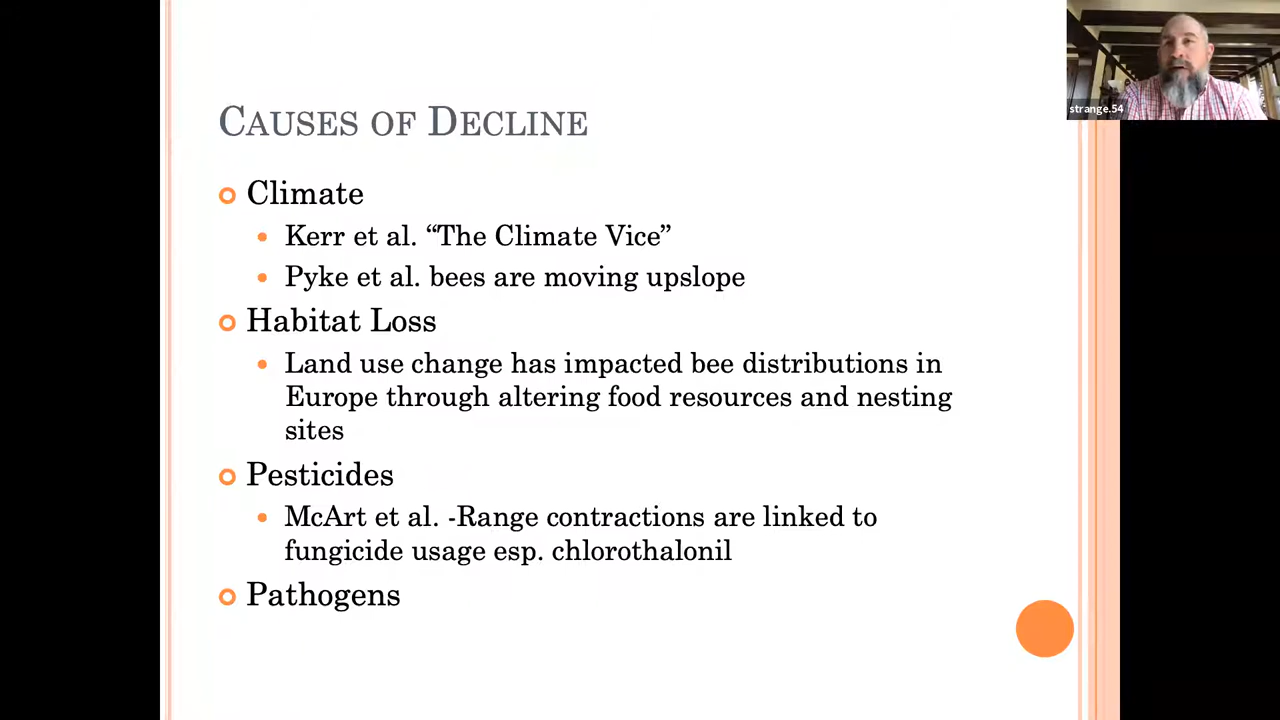 strange.54
CAUSES OF DECLINE
Climate
Kerr et al. “The Climate Vice”
Pyke et al. bees are moving upslope
Habitat Loss
Land use change has impacted bee distributions in
Europe through altering food resources and nesting
sites
Pesticides
McArt et al. -Range contractions are linked to
fungicide usage esp. chlorothalonil
Pathogens